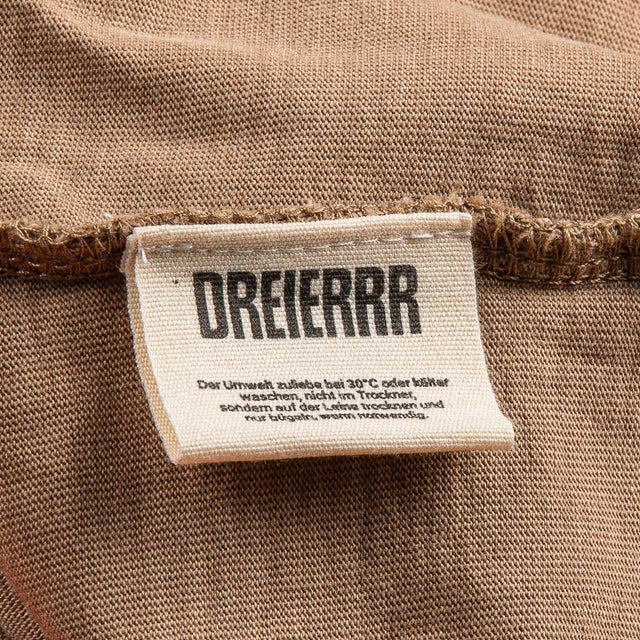 DREIERRR
Der Umwelt zuliebe bei 30°C oder kälter
waschen, nicht im Trockner,
sondern auf der Leine trocknen und
nur bügeln, wenn notwendig.